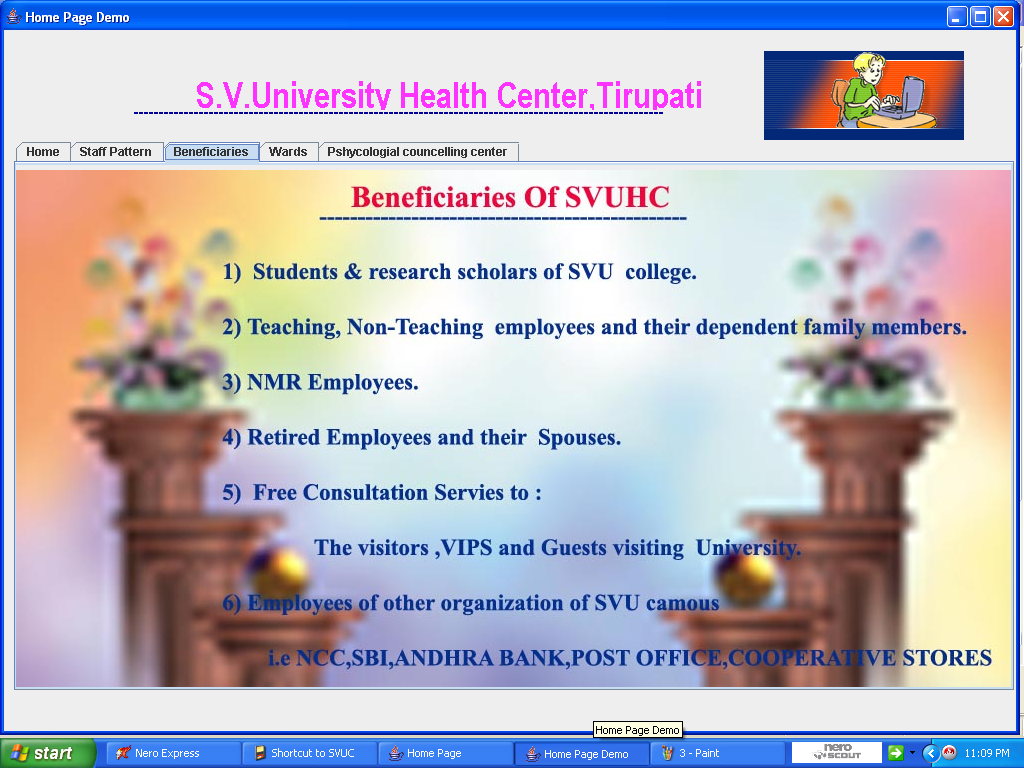 Home Page Demo
S.V.University Health Center,Tirupati
Home Staff Pattern Beneficiaries Wards Pshycologial councelling center
Beneficiaries Of SVUHC
1) Students & research scholars of SVU college.
2) Teaching, Non-Teaching employees and their dependent family members.
3) NMR Employees.
4) Retired Employees and their Spouses.
5) Free Consultation Servies to :
The visitors ,VIPS and Guests visiting University.
6) Employees of other organization of SVU camous
i.e NCC,SBI,ANDHRA BANK,POST OFFICE,COOPERATIVE STORES
Home Page Demo
start Nero Express Shortcut to SVUC Home Page Home Page Demo 3 - Paint nero SCOUT 11:09 PM